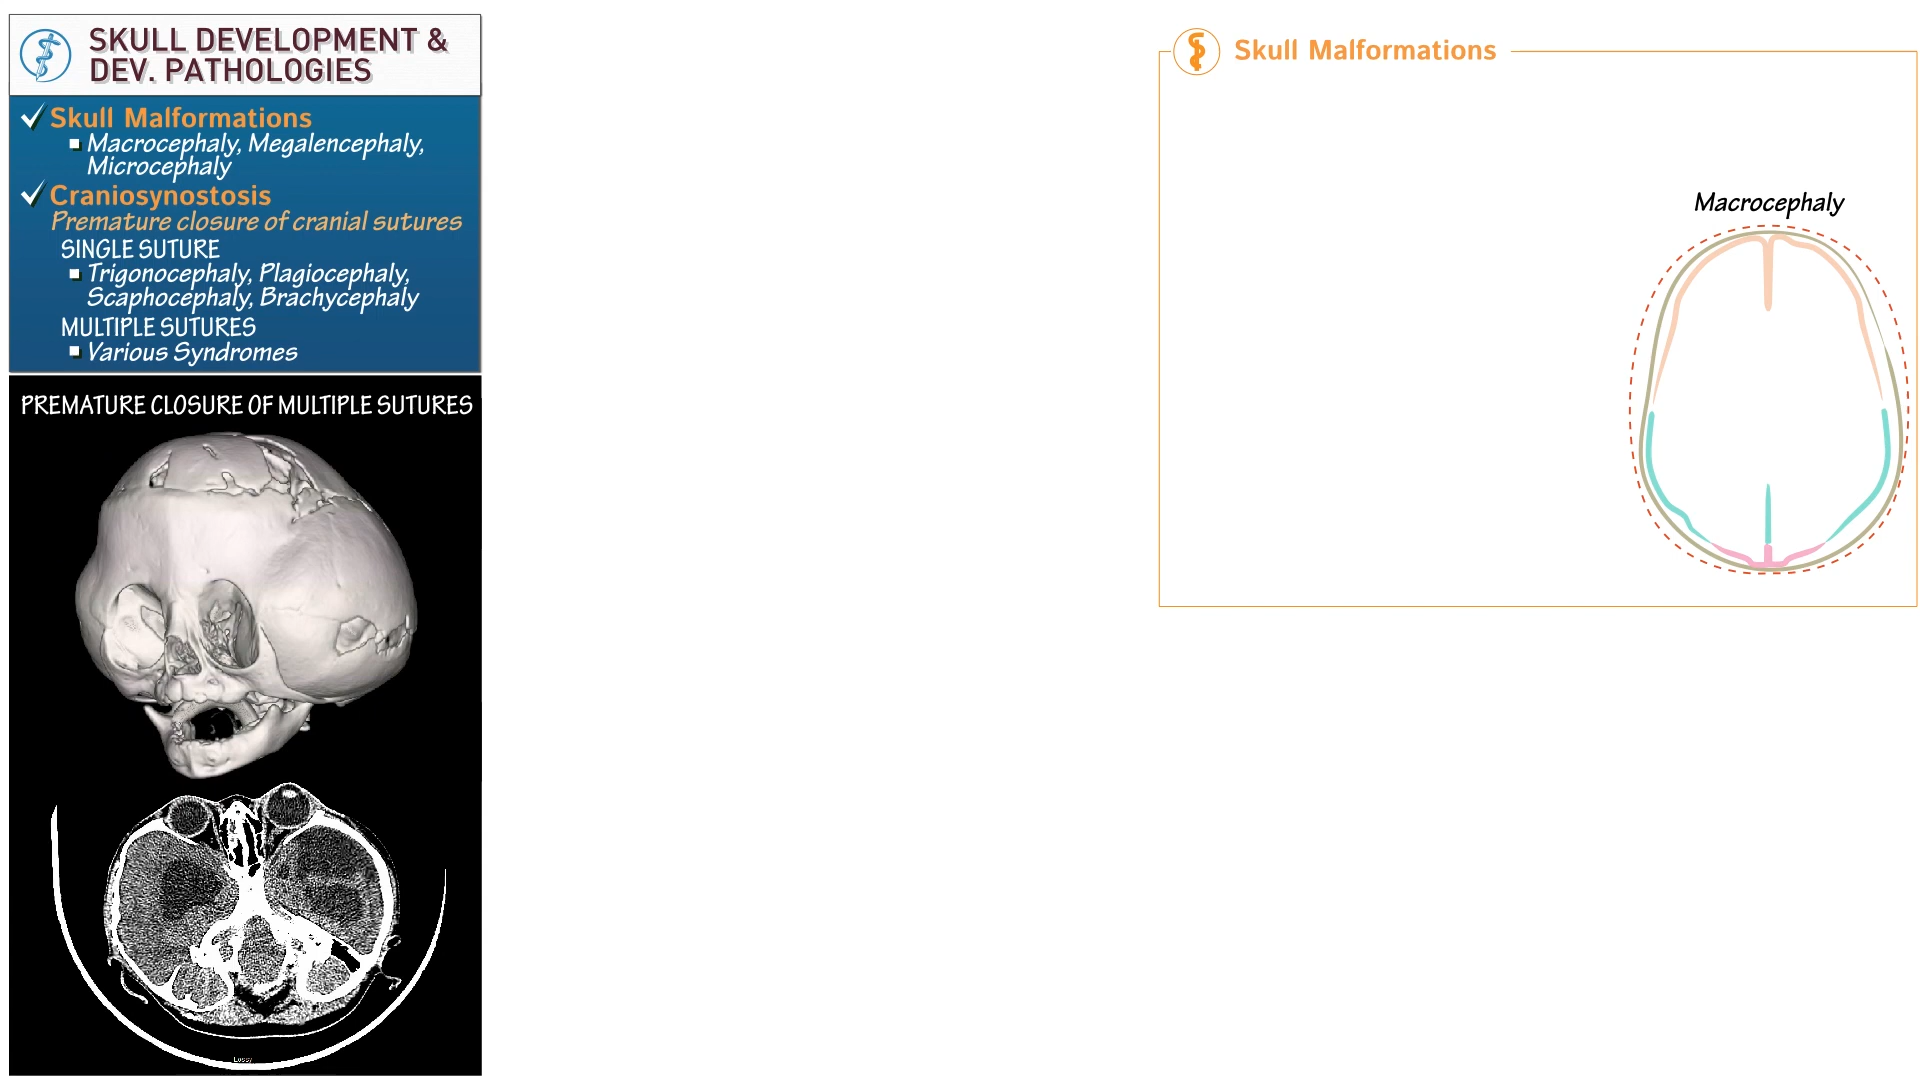 SKULL DEVELOPMENT &
DEV. PATHOLOGIES
Skull Malformations
Macrocephaly, Megalencephaly,
Microcephaly
Craniosynostosis
Premature closure of cranial sutures
SINGLE SUTURE
Trigonocephaly, Plagiocephaly,
Scaphocephaly, Brachycephaly
MULTIPLE SUTURES
Various Syndromes
PREMATURE CLOSURE OF MULTIPLE SUTURES
Lossy
Skull Malformations
Macrocephaly